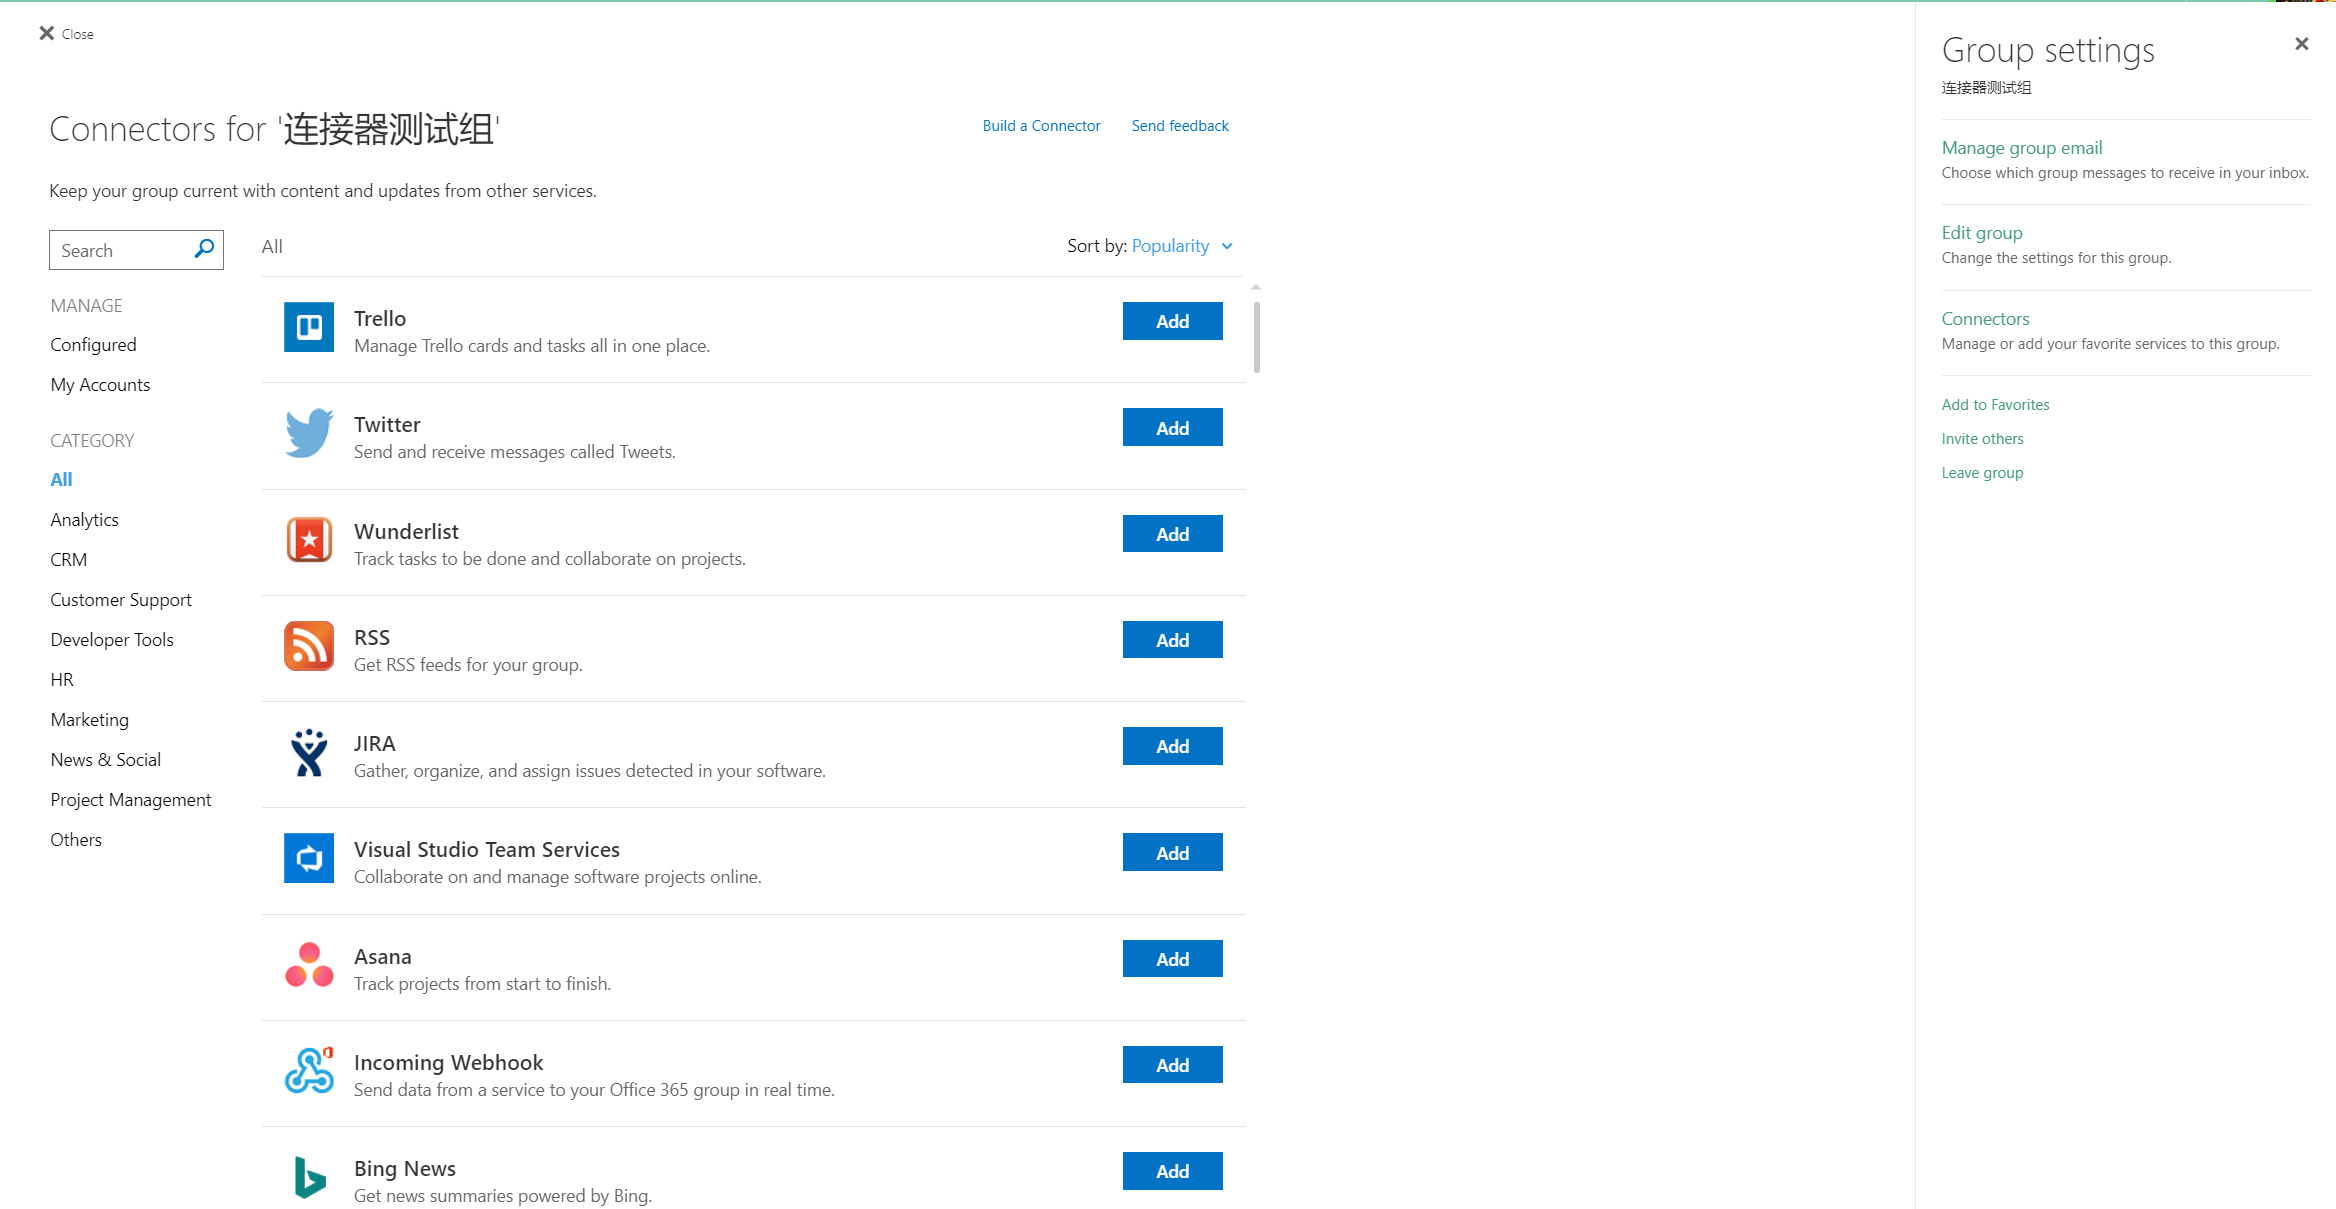 Close
Connectors for '连接器测试组'
Build a Connector
Send feedback
Keep your group current with content and updates from other services.
Search
MANAGE
Configured
My Accounts
CATEGORY
All
Analytics
CRM
Customer Support
Developer Tools
HR
Marketing
News & Social
Project Management
Others
All
Sort by: Popularity
Trello
Manage Trello cards and tasks all in one place.
Add
Twitter
Send and receive messages called Tweets.
Add
Wunderlist
Track tasks to be done and collaborate on projects.
Add
RSS
Get RSS feeds for your group.
Add
JIRA
Gather, organize, and assign issues detected in your software.
Add
Visual Studio Team Services
Collaborate on and manage software projects online.
Add
Asana
Track projects from start to finish.
Add
Incoming Webhook
Send data from a service to your Office 365 group in real time.
Add
Bing News
Get news summaries powered by Bing.
Add
Group settings
连接器测试组
Manage group email
Choose which group messages to receive in your inbox.
Edit group
Change the settings for this group.
Connectors
Manage or add your favorite services to this group.
Add to Favorites
Invite others
Leave group